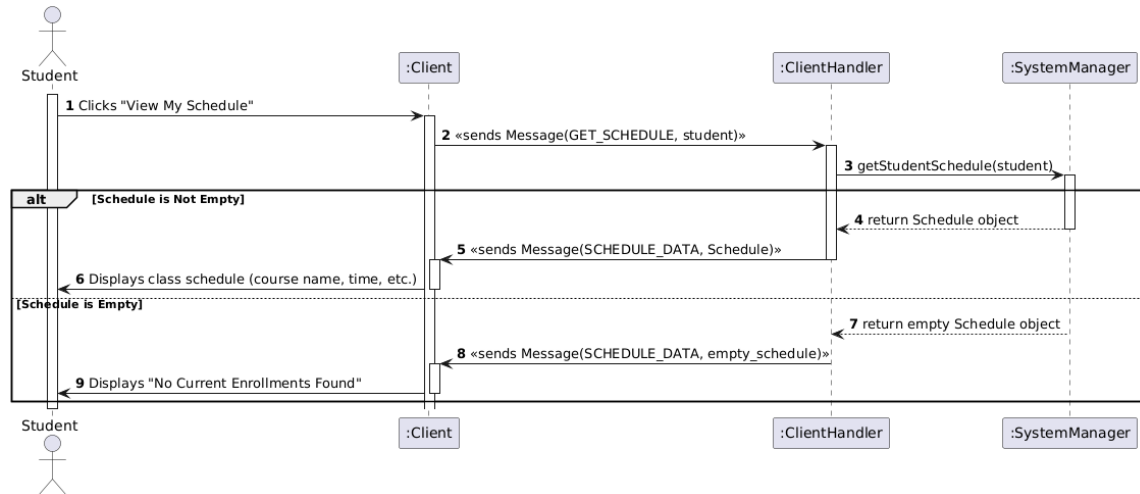 Student
:Client
:ClientHandler
:SystemManager
1 Clicks "View My Schedule"
2 «sends Message(GET_SCHEDULE, student)»
3 getStudentSchedule(student)
alt [Schedule is Not Empty]
4 return Schedule object
5 «sends Message(SCHEDULE_DATA, Schedule)»
6 Displays class schedule (course name, time, etc.)
[Schedule is Empty]
7 return empty Schedule object
8 «sends Message(SCHEDULE_DATA, empty_schedule)»
9 Displays "No Current Enrollments Found"
Student
:Client
:ClientHandler
:SystemManager